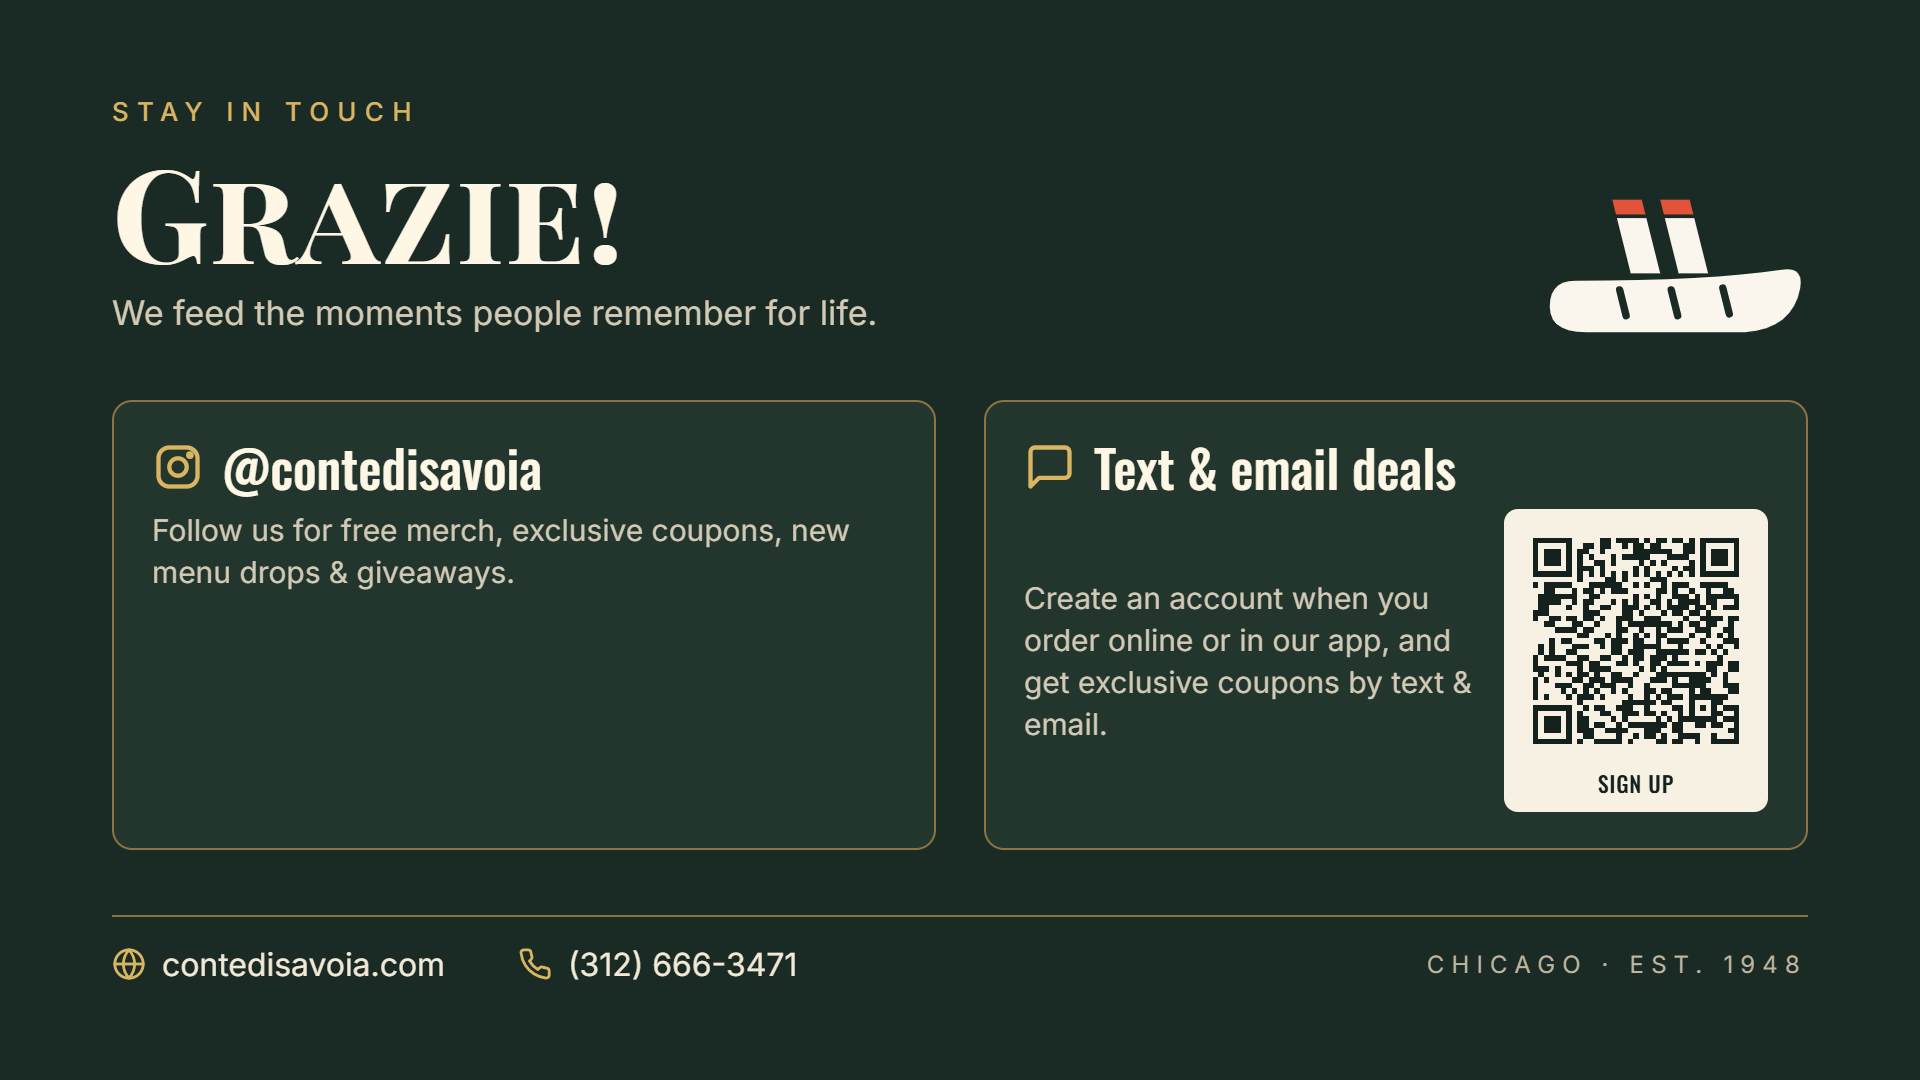 STAY IN TOUCH
GRAZIE!
We feed the moments people remember for life.
@contedisavoia
Follow us for free merch, exclusive coupons, new
menu drops & giveaways.
Text & email deals
Create an account when you
order online or in our app, and
get exclusive coupons by text &
email.
SIGN UP
contedisavoia.com
(312) 666-3471
CHICAGO · EST. 1948